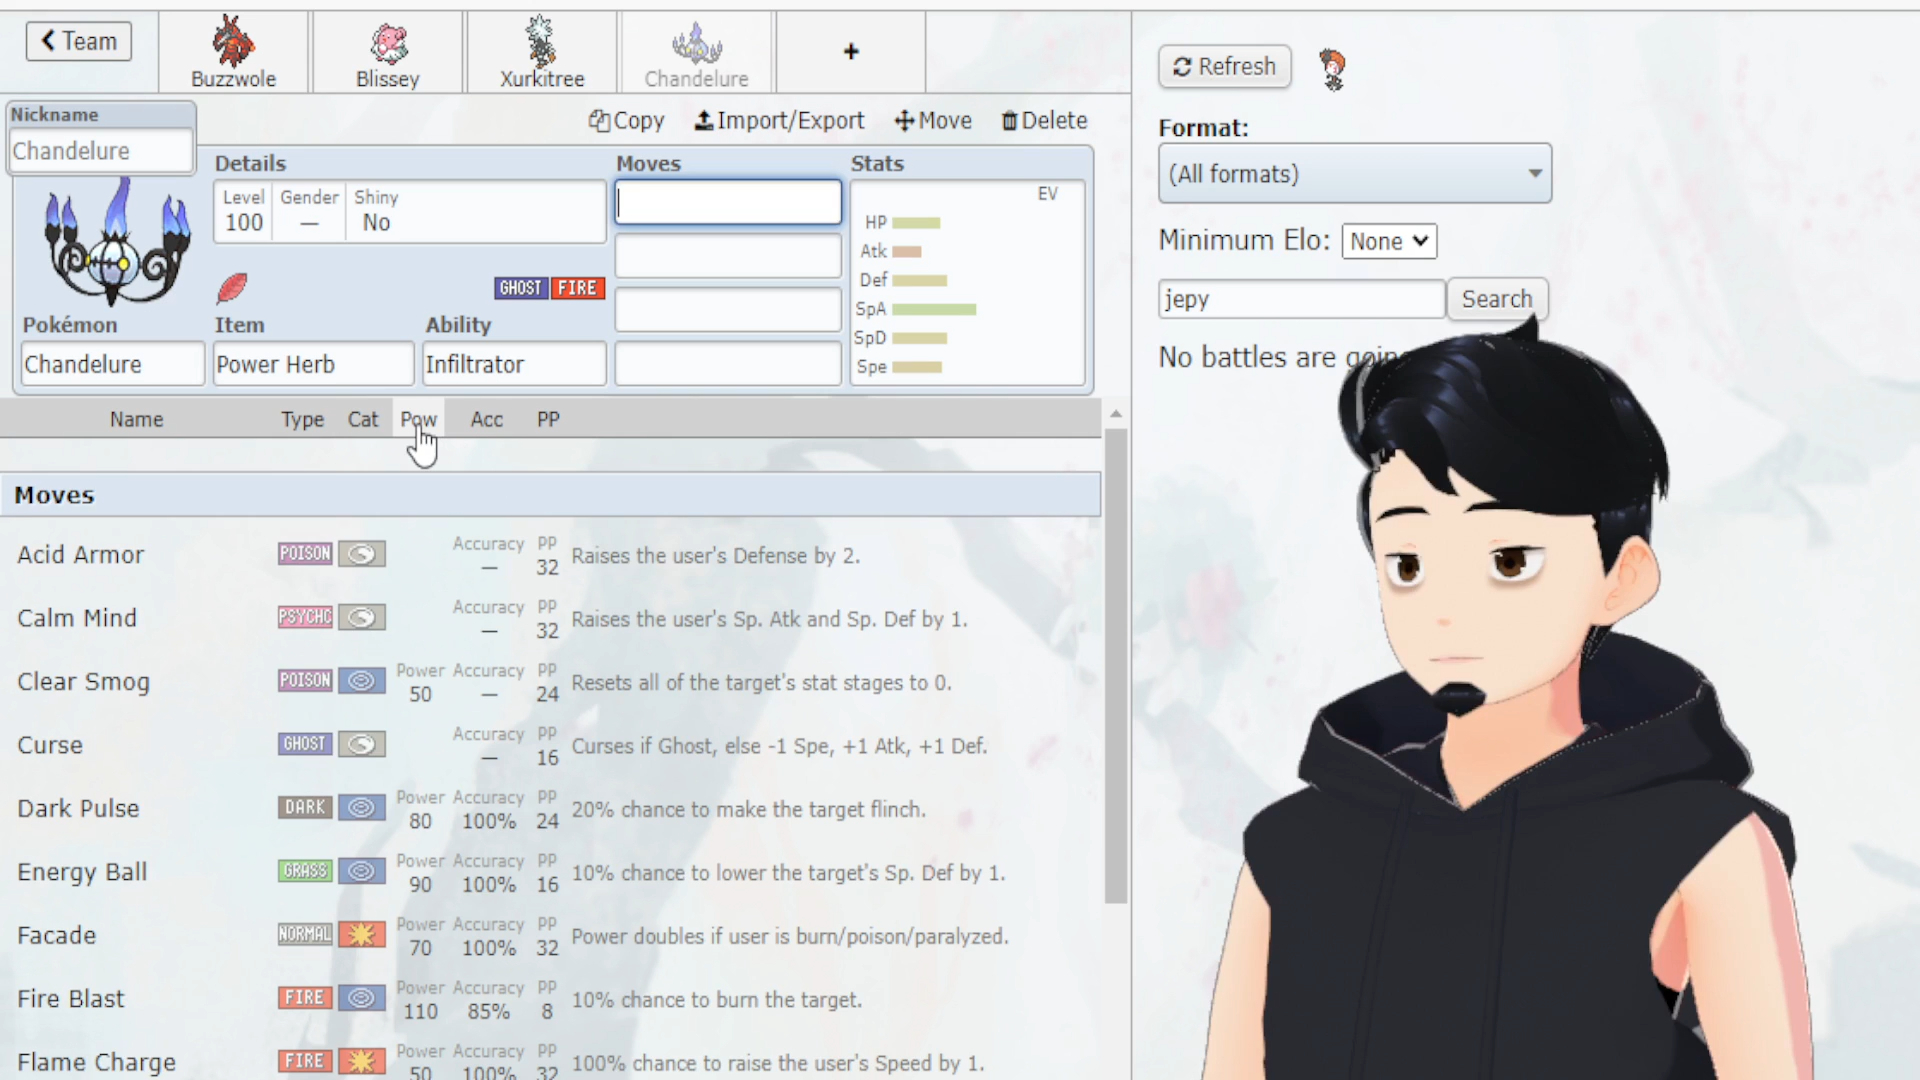 Team
Buzzwole
Blissey
Xurkitree
Chandelure
+
Nickname
Chandelure
Copy
Import/Export
Move
Delete
Details
Level
100
Gender
—
Shiny
No
GHOST
FIRE
Pokémon
Chandelure
Item
Power Herb
Ability
Infiltrator
Moves
Stats
EV
HP
Atk
Def
SpA
SpD
Spe
Name Type Cat Pow Acc PP
Moves
Acid Armor POISON Accuracy — PP 32 Raises the user's Defense by 2.
Calm Mind PSYCHC Accuracy — PP 32 Raises the user's Sp. Atk and Sp. Def by 1.
Clear Smog POISON Power 50 Accuracy — PP 24 Resets all of the target's stat stages to 0.
Curse GHOST Accuracy — PP 16 Curses if Ghost, else -1 Spe, +1 Atk, +1 Def.
Dark Pulse DARK Power 80 Accuracy 100% PP 24 20% chance to make the target flinch.
Energy Ball GRASS Power 90 Accuracy 100% PP 16 10% chance to lower the target's Sp. Def by 1.
Facade NORMAL Power 70 Accuracy 100% PP 32 Power doubles if user is burn/poison/paralyzed.
Fire Blast FIRE Power 110 Accuracy 85% PP 8 10% chance to burn the target.
Flame Charge FIRE Power 50 Accuracy 100% PP 32 100% chance to raise the user's Speed by 1.
Refresh
Format:
(All formats)
Minimum Elo: None
jepy
Search
No battles are